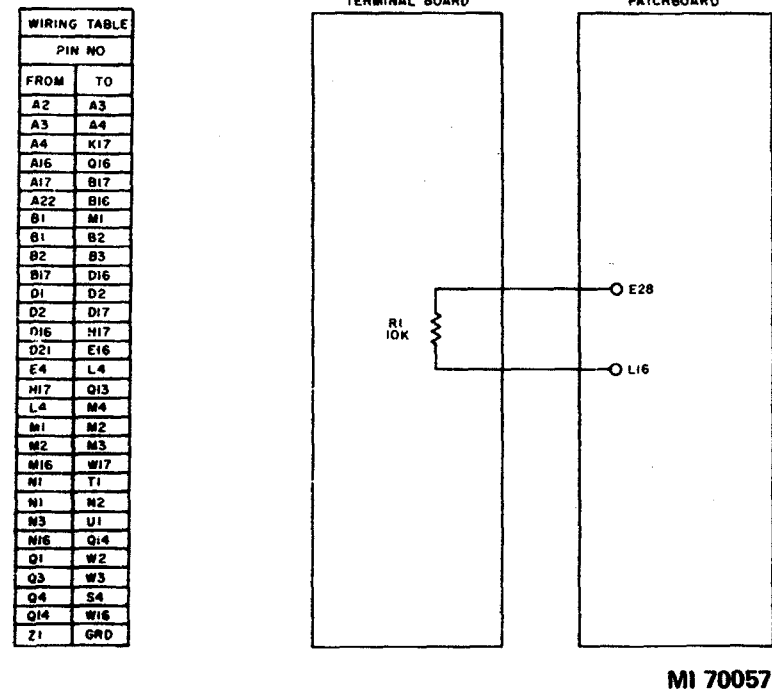 WIRING TABLE
PIN NO
FROM TO
A2 A3
A3 A4
A4 K17
A16 Q16
A17 B17
A22 B16
B1 M1
B1 B2
B2 B3
B17 D16
D1 D2
D2 D17
D16 H17
D21 E16
E4 L4
H17 Q13
L4 M4
M1 M2
M2 M3
M16 W17
N1 T1
N1 N2
N3 U1
N16 Q14
Q1 W2
Q3 W3
Q4 S4
Q14 W16
Z1 GRD
TERMINAL BOARD
R1
10K
PATCHBOARD
E28
L16
MI 70057